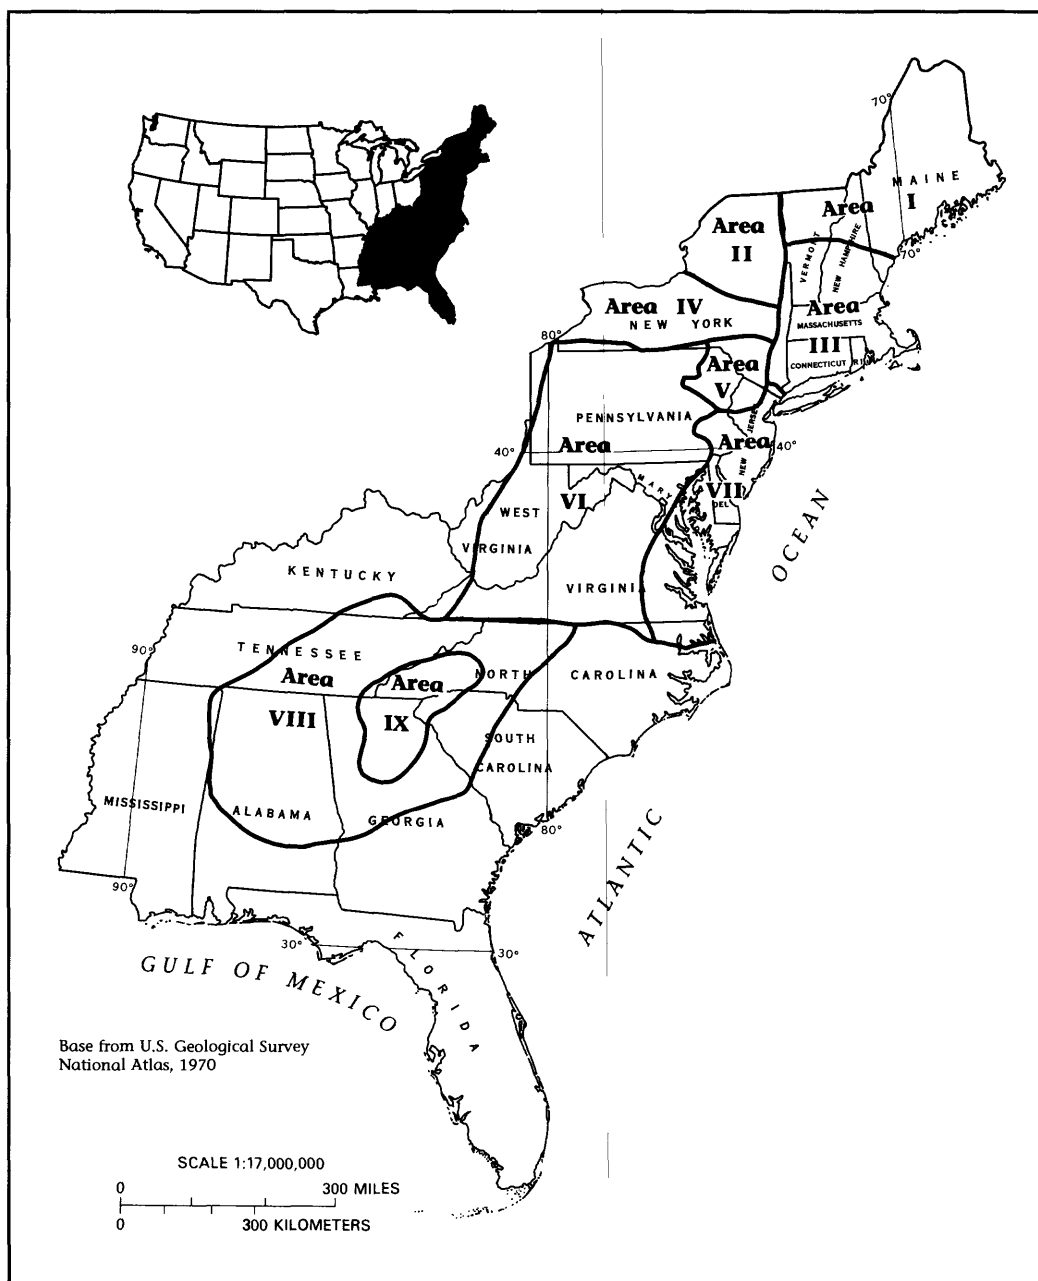 70°
MAINE
Area I
Area
II
VERMONT
NEW HAMPSHIRE
70°
Area IV
NEW YORK
Area
MASSACHUSETTS
III
CONNECTICUT
R I
80°
Area
V
PENNSYLVANIA
NEW JERSEY
40°
Area
VI
Area
40°
VII
DEL
MARY
WEST
VIRGINIA
OCEAN
KENTUCKY
VIRGINIA
90°
TENNESSEE
Area
VIII
Area
IX
NORTH CAROLINA
SOUTH
CAROLINA
MISSISSIPPI
ALABAMA
GEORGIA
80°
ATLANTIC
90°
30°
30°
FLORIDA
GULF OF MEXICO
Base from U.S. Geological Survey
National Atlas, 1970
SCALE 1:17,000,000
0 300 MILES
0 300 KILOMETERS